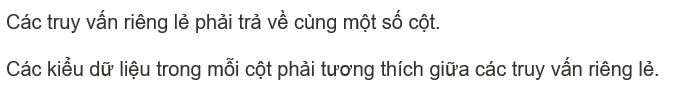 Các truy vấn riêng lẻ phải trả về cùng một số cột.
Các kiểu dữ liệu trong mỗi cột phải tương thích giữa các truy vấn riêng lẻ.